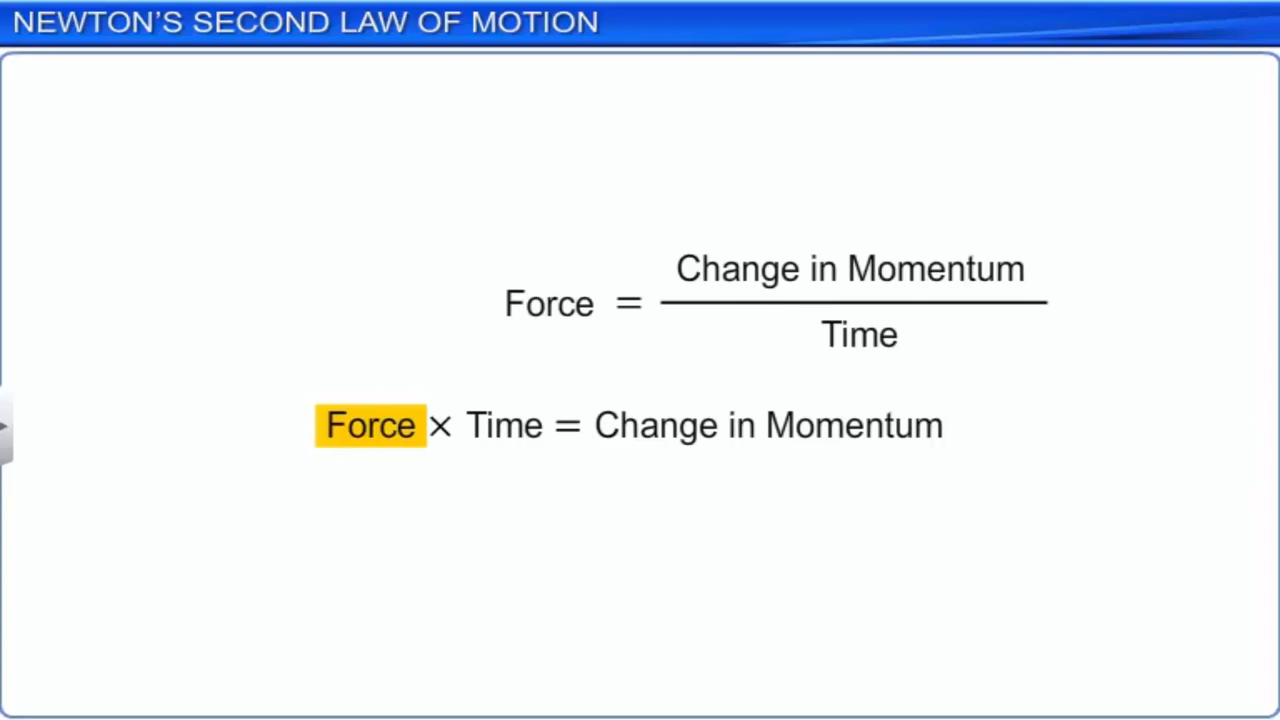 NEWTON’S SECOND LAW OF MOTION
Force = Change in Momentum
Time
Force × Time = Change in Momentum